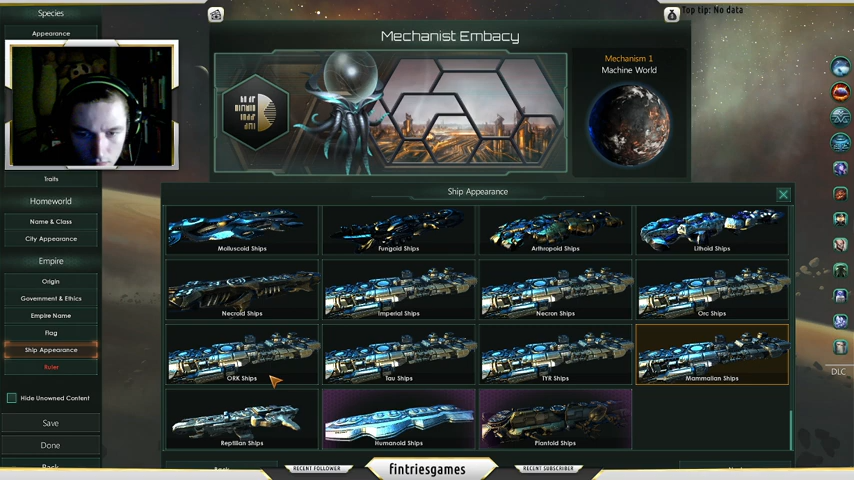 Species
Appearance
Top tip: No data
Mechanist Embacy
Mechanism 1
Machine World
Traits
Homeworld
Name & Class
City Appearance
Empire
Origin
Government & Ethics
Empire Name
Flag
Ship Appearance
Ruler
Hide Unowned Content
Save
Done
Back
Ship Appearance
Molluscoid Ships
Fungoid Ships
Arthropoid Ships
Lithoid Ships
Necroid Ships
Imperial Ships
Necron Ships
Orc Ships
ORK Ships
Tau Ships
TYR Ships
Mammalian Ships
Reptilian Ships
Humanoid Ships
Plantoid Ships
DLC
RECENT FOLLOWER
fintriesgames
RECENT SUBSCRIBER